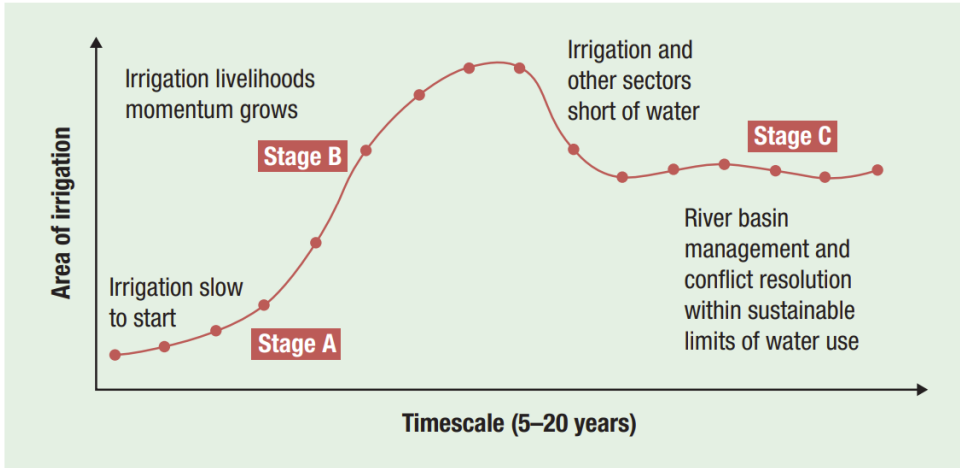 Irrigation livelihoods
momentum grows
Irrigation and
other sectors
short of water
Stage B
Stage C
Area of irrigation
Irrigation slow
to start
Stage A
River basin
management and
conflict resolution
within sustainable
limits of water use
Timescale (5–20 years)